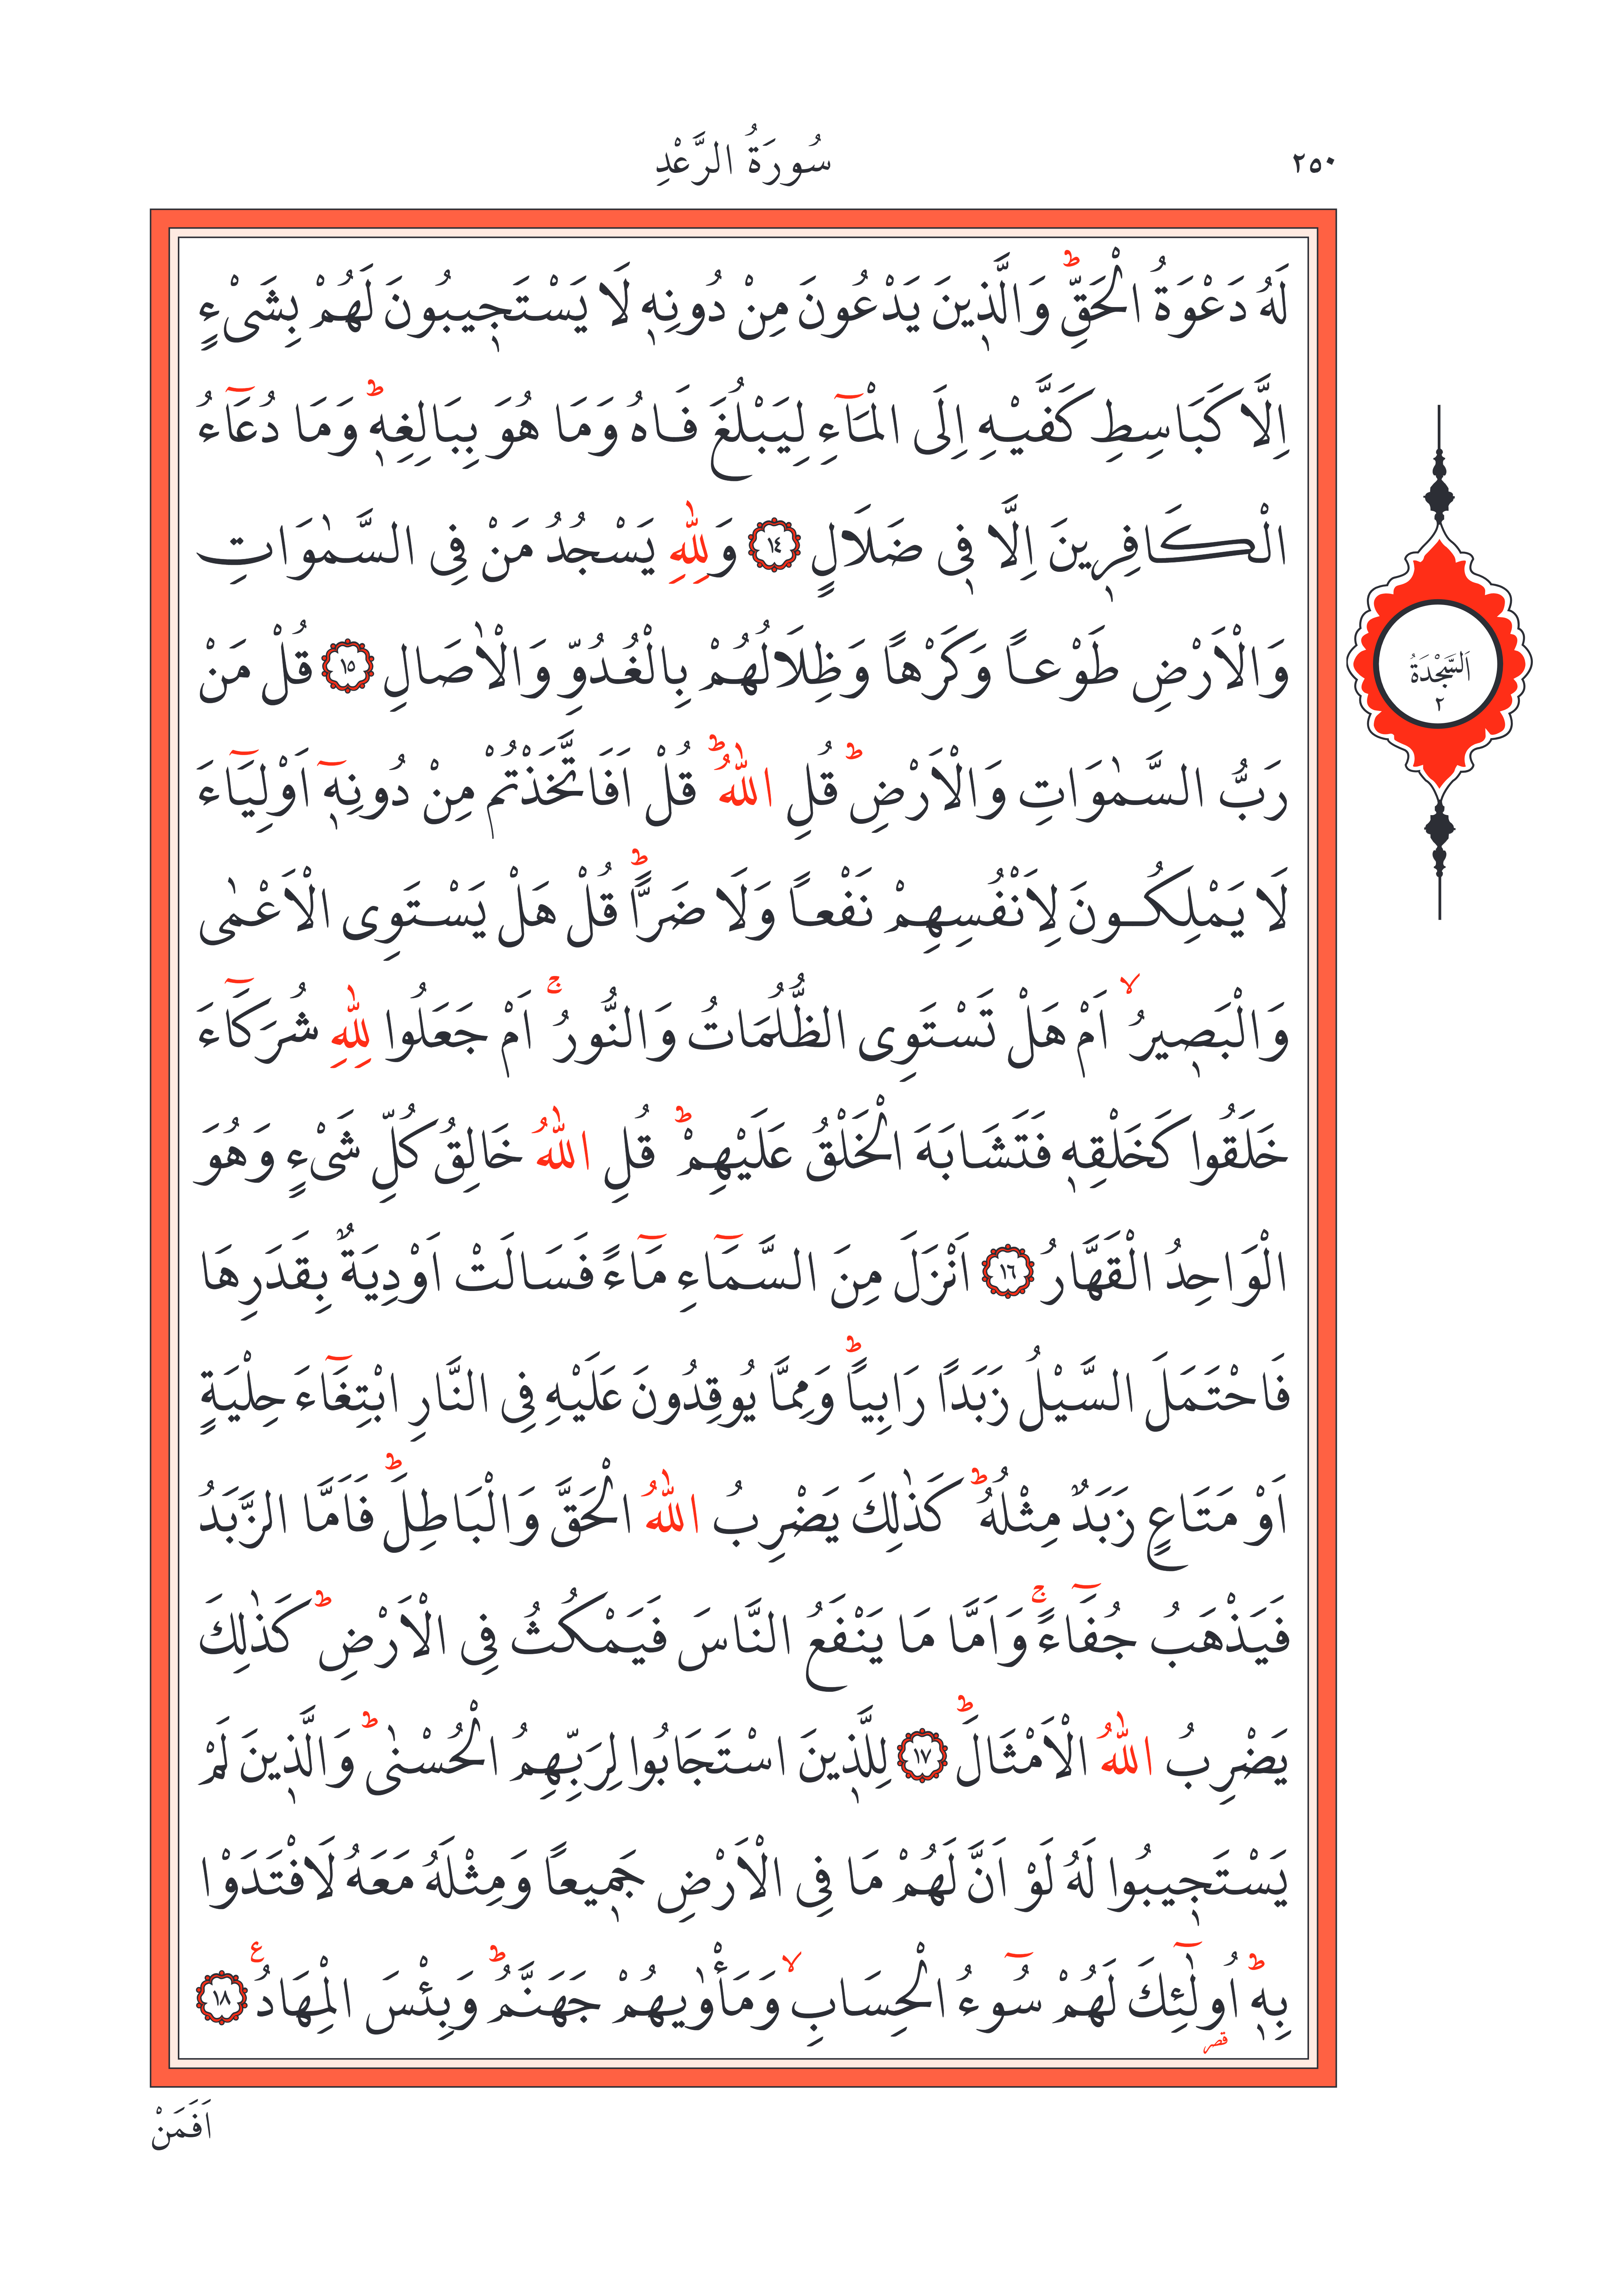 ٢٥٠
سُورَةُ الرَّعْدِ
لَهُ دَعْوَةُ الْحَقِّۜ وَالَّذ۪ينَ يَدْعُونَ مِنْ دُونِه۪ لَا يَسْتَج۪يبُونَ لَهُمْ بِشَىْءٍ
اِلَّا كَبَاسِطِ كَفَّيْهِ اِلَى الْمَٓاءِ لِيَبْلُغَ فَاهُ وَمَا هُوَ بِبَالِغِه۪ۜ وَمَا دُعَٓاءُ
الْكَافِر۪ينَ اِلَّا ف۪ى ضَلَالٍ ﴿١٤﴾ وَلِلّٰهِ يَسْجُدُ مَنْ فِى السَّمٰوَاتِ
وَالْاَرْضِ طَوْعاً وَكَرْهاً وَظِلَالُهُمْ بِالْغُدُوِّ وَالْاٰصَالِ ﴿١٥﴾ قُلْ مَنْ
رَبُّ السَّمٰوَاتِ وَالْاَرْضِۜ قُلِ اللّٰهُۜ قُلْ اَفَاتَّخَذْتُمْ مِنْ دُونِه۪ٓ اَوْلِيَٓاءَ
لَا يَمْلِكُونَ لِاَنْفُسِهِمْ نَفْعاً وَلَا ضَراًّۜ قُلْ هَلْ يَسْتَوِى الْاَعْمٰى
وَالْبَص۪يرُۙ اَمْ هَلْ تَسْتَوِى الظُّلُمَاتُ وَالنُّورُۚ اَمْ جَعَلُوا لِلّٰهِ شُرَكَٓاءَ
خَلَقُوا كَخَلْقِه۪ فَتَشَابَهَ الْخَلْقُ عَلَيْهِمْۜ قُلِ اللّٰهُ خَالِقُ كُلِّ شَىْءٍ وَهُوَ
الْوَاحِدُ الْقَهَّارُ ﴿١٦﴾ اَنْزَلَ مِنَ السَّمَٓاءِ مَٓاءً فَسَالَتْ اَوْدِيَةٌ بِقَدَرِهَا
فَاحْتَمَلَ السَّيْلُ زَبَداً رَابِياًۜ وَمِمَّا يُوقِدُونَ عَلَيْهِ فِى النَّارِ ابْتِغَٓاءَ حِلْيَةٍ
اَوْ مَتَاعٍ زَبَدٌ مِثْلُهُۜ كَذٰلِكَ يَضْرِبُ اللّٰهُ الْحَقَّ وَالْبَاطِلَۜ فَاَمَّا الزَّبَدُ
فَيَذْهَبُ جُفَٓاءًۚ وَاَمَّا مَا يَنْفَعُ النَّاسَ فَيَمْكُثُ فِى الْاَرْضِۜ كَذٰلِكَ
يَضْرِبُ اللّٰهُ الْاَمْثَالَۜ ﴿١٧﴾ لِلَّذ۪ينَ اسْتَجَابُوا لِرَبِّهِمُ الْحُسْنٰىۜ وَالَّذ۪ينَ لَمْ
يَسْتَج۪يبُوا لَهُ لَوْ اَنَّ لَهُمْ مَا فِى الْاَرْضِ جَم۪يعاً وَمِثْلَهُ مَعَهُ لَافْتَدَوْا
بِه۪ۜ اُو۬لٰٓئِكَ لَهُمْ سُٓوءُ الْحِسَابِۙ وَمَأْوٰيهُمْ جَهَنَّمُۜ وَبِئْسَ الْمِهَادُ ع ﴿١٨﴾
قصر
اَلسَّجْدَةُ
٢
اَفَمَنْ